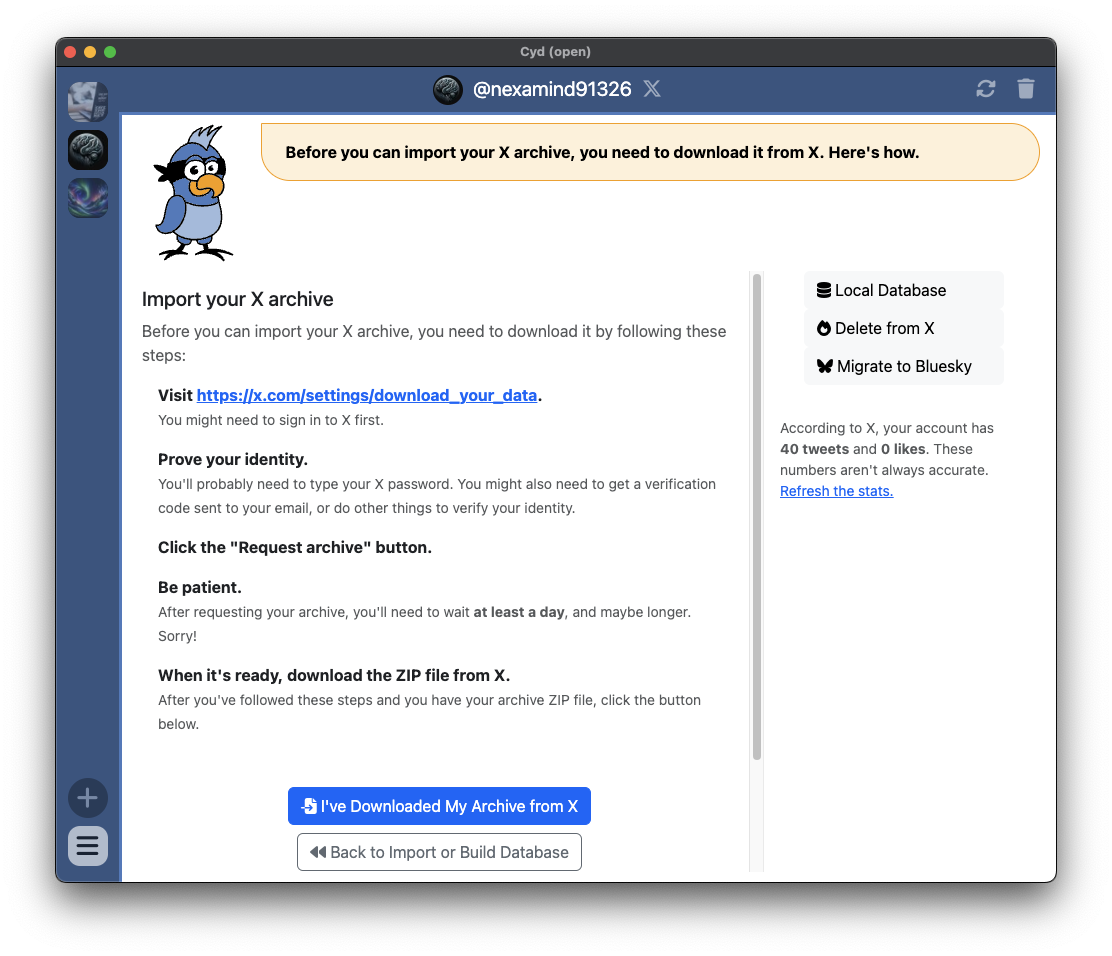 Cyd (open)
@nexamind91326
Before you can import your X archive, you need to download it from X. Here's how.
Import your X archive
Before you can import your X archive, you need to download it by following these
steps:
Visit https://x.com/settings/download_your_data.
You might need to sign in to X first.
Prove your identity.
You'll probably need to type your X password. You might also need to get a verification
code sent to your email, or do other things to verify your identity.
Click the "Request archive" button.
Be patient.
After requesting your archive, you'll need to wait at least a day, and maybe longer.
Sorry!
When it's ready, download the ZIP file from X.
After you've followed these steps and you have your archive ZIP file, click the button
below.
I've Downloaded My Archive from X
Back to Import or Build Database
Local Database
Delete from X
Migrate to Bluesky
According to X, your account has
40 tweets and 0 likes. These
numbers aren't always accurate.
Refresh the stats.